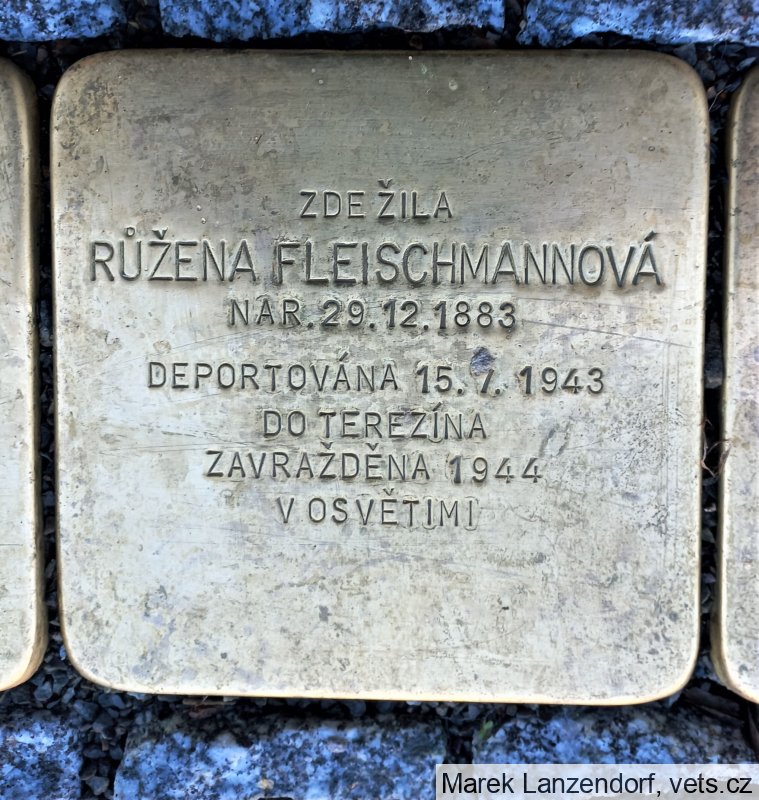 ZDE ŽILA
RŮŽENA FLEISCHMANNOVÁ
NAR. 29.12.1883
DEPORTOVÁNA 15.7. 1943
DO TEREZÍNA
ZAVRAŽDĚNA 1944
V OSVĚTIMI
Marek Lanzendorf, vets.cz